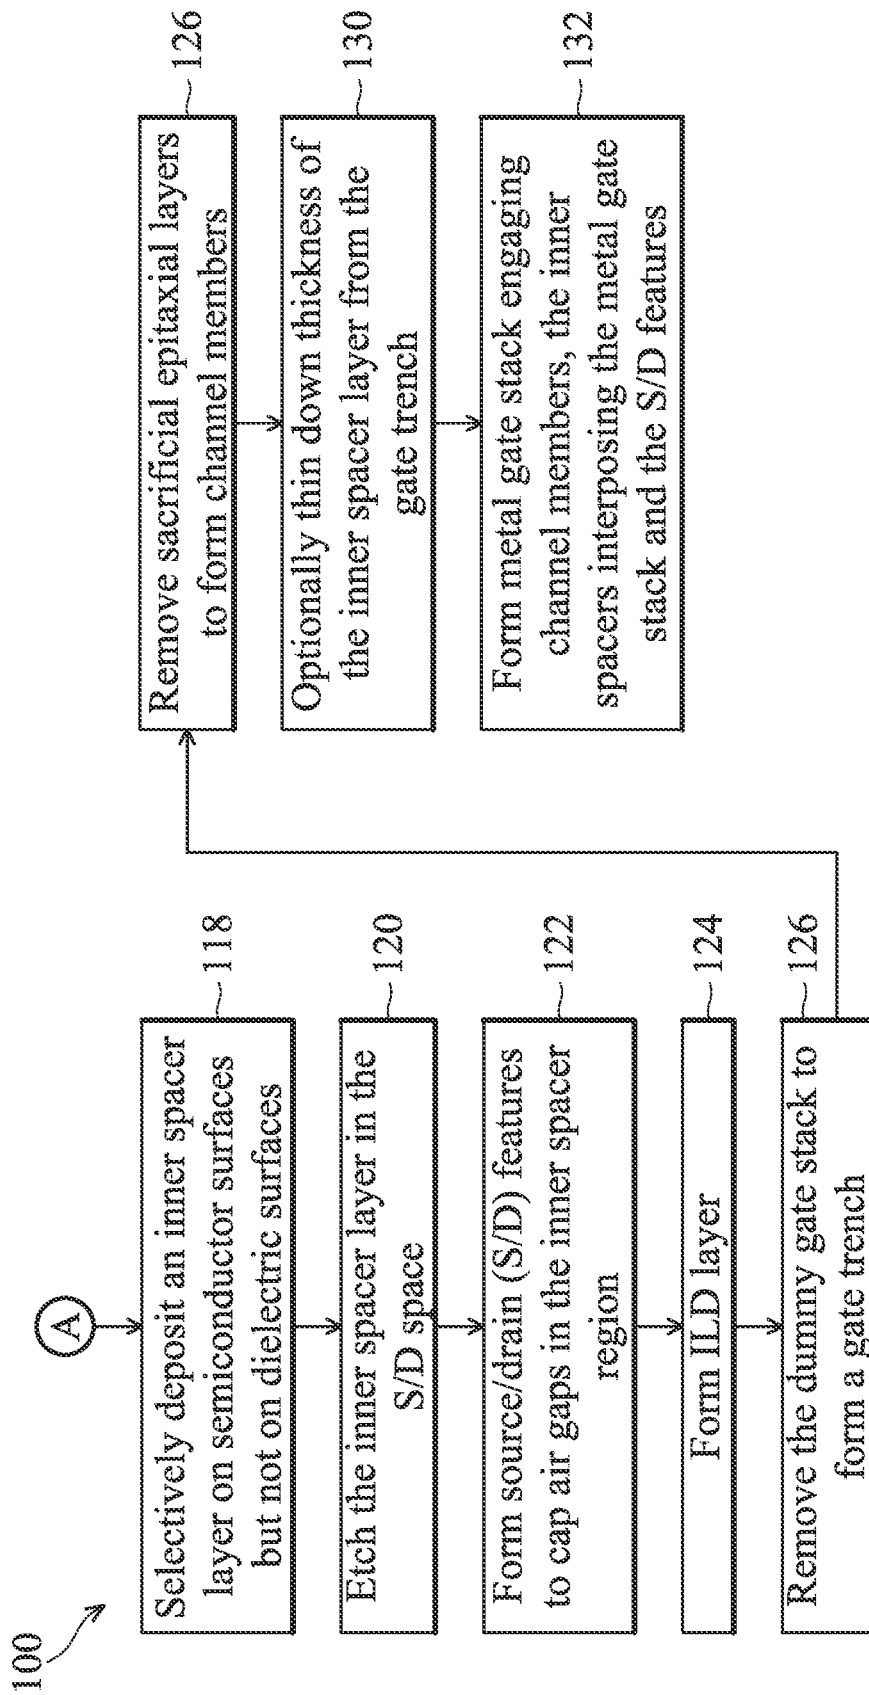 100
A
Selectively deposit an inner spacer
layer on semiconductor surfaces
but not on dielectric surfaces
118
Etch the inner spacer layer in the
S/D space
120
Form source/drain (S/D) features
to cap air gaps in the inner spacer
region
122
Form ILD layer
124
Remove the dummy gate stack to
form a gate trench
126
Remove sacrificial epitaxial layers
to form channel members
126
Optionally thin down thickness of
the inner spacer layer from the
gate trench
130
Form metal gate stack engaging
channel members, the inner
spacers interposing the metal gate
stack and the S/D features
132